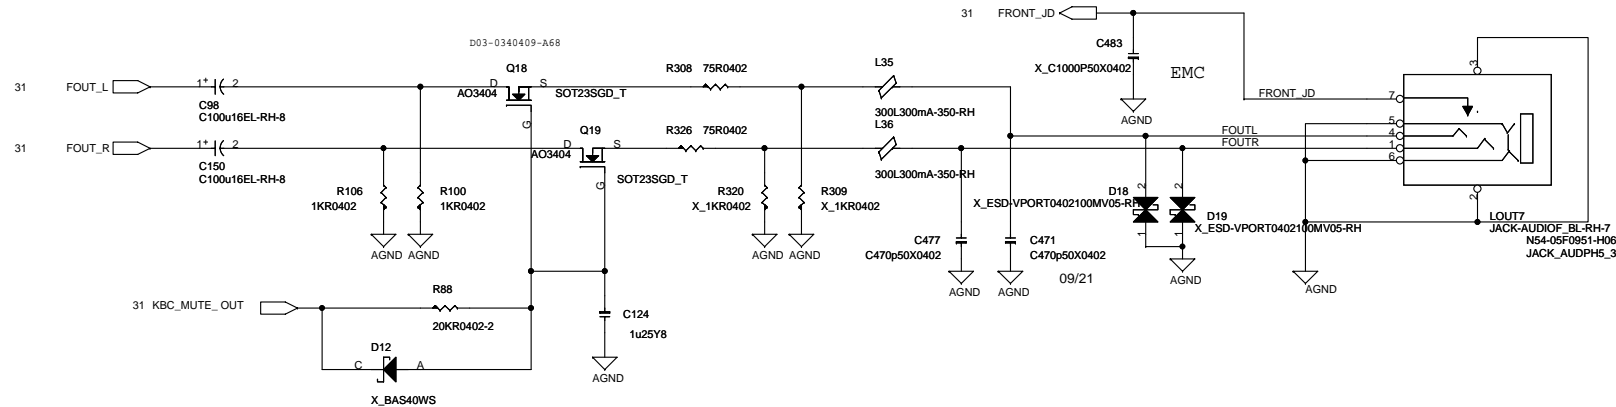 31 FRONT_JD
D03-0340409-A68
C483
X_C1000P50X0402
EMC
AGND
3
31 FOUT_L
1+ 2
C98
C100u16EL-RH-8
Q18
D S
AO3404
SOT23SGD_T
G
R308 75R0402
L35
300L300mA-350-RH
FRONT_JD
7
5
4
1
6
2
31 FOUT_R
1+ 2
C150
C100u16EL-RH-8
Q19
D S
AO3404
SOT23SGD_T
G
R326 75R0402
L36
300L300mA-350-RH
FOUTL
FOUTR
R106
1KR0402
R100
1KR0402
R320
X_1KR0402
R309
X_1KR0402
D18
X_ESD-VPORT0402100MV05-RH
2
1
D19
X_ESD-VPORT0402100MV05-RH
2
1
LOUT7
JACK-AUDIOF_BL-RH-7
N54-05F0951-H06
JACK_AUDPH5_3
AGND AGND
AGND AGND
C477
C470p50X0402
C471
C470p50X0402
09/21
AGND AGND
AGND
AGND
31 KBC_MUTE_OUT
R88
20KR0402-2
C124
1u25Y8
AGND
D12
C A
X_BAS40WS